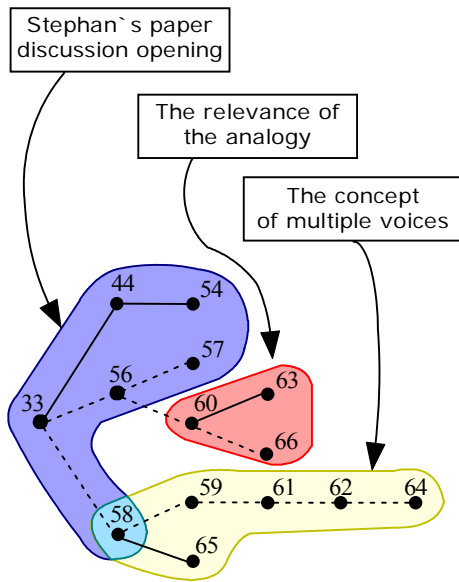 Stephan`s paper
discussion opening
The relevance of
the analogy
The concept
of multiple voices
44
54
57
56
63
33
60
66
59
61
62
64
58
65